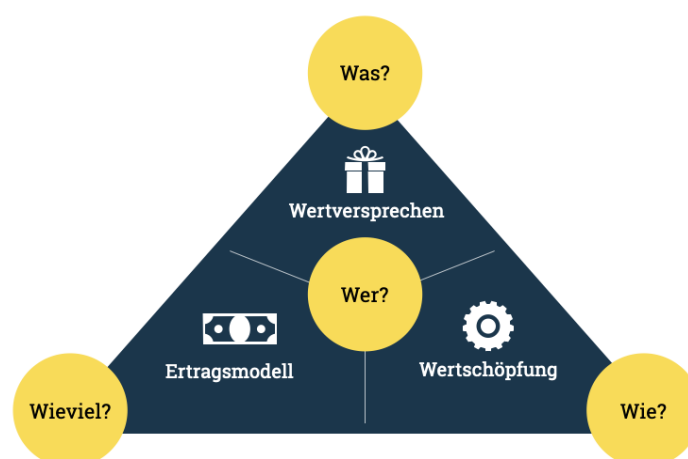 Was?
Wertversprechen
Wer?
Ertragsmodell
Wertschöpfung
Wieviel?
Wie?